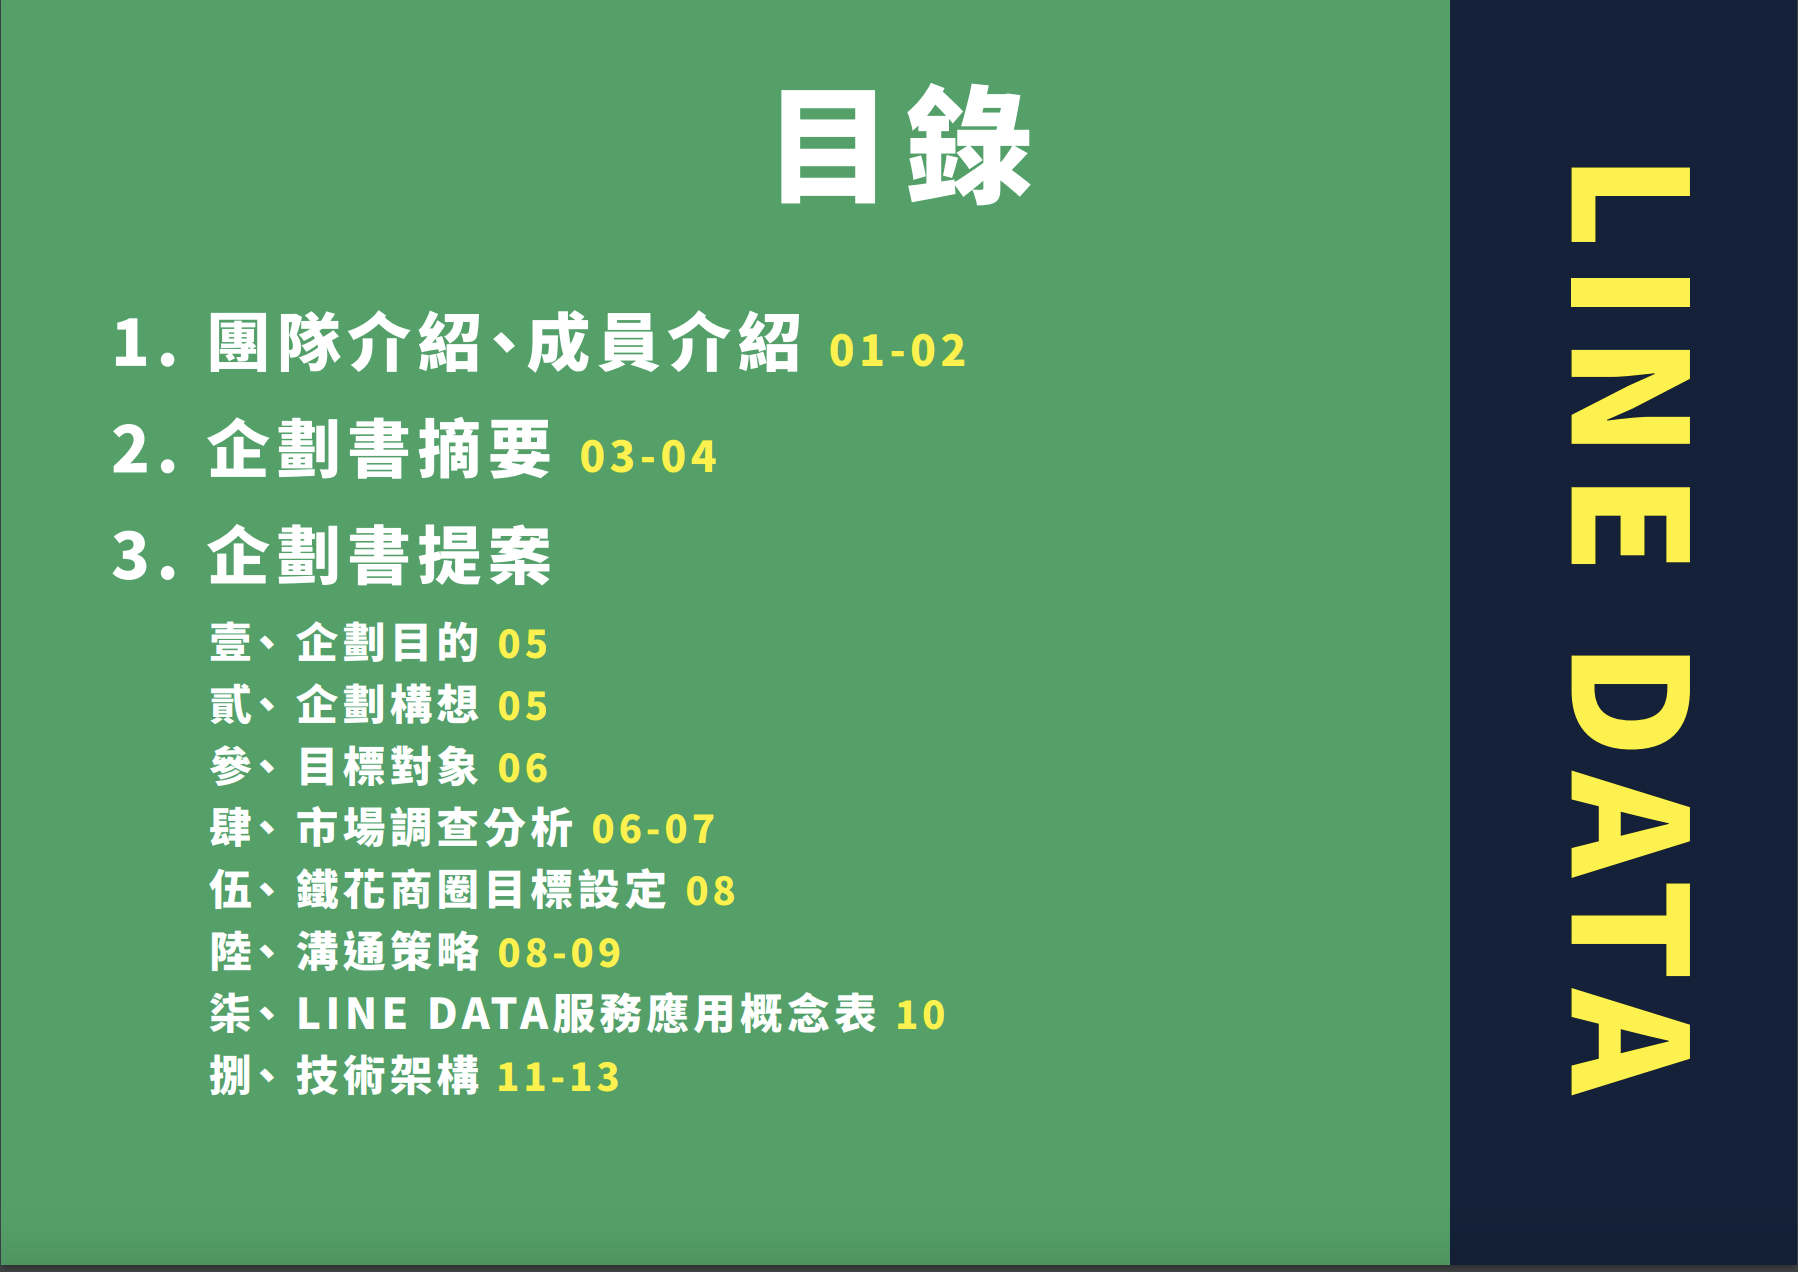 目錄
1. 團隊介紹、成員介紹 01-02
2. 企劃書摘要 03-04
3. 企劃書提案
壹、企劃目的 05
貳、企劃構想 05
參、目標對象 06
肆、市場調查分析 06-07
伍、鐵花商圈目標設定 08
陸、溝通策略 08-09
柒、LINE DATA服務應用概念表 10
捌、技術架構 11-13
LINE DATA